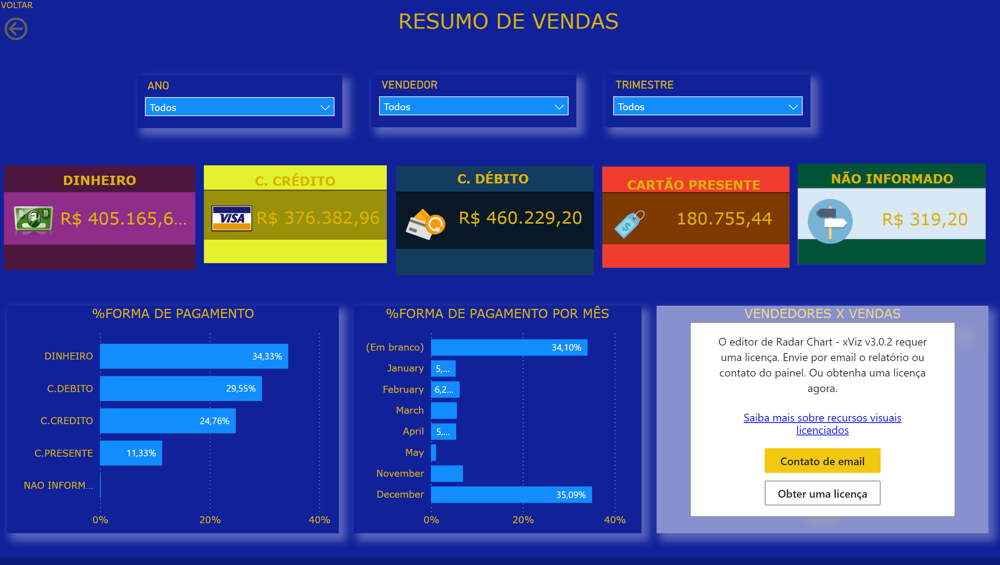 VOLTAR
RESUMO DE VENDAS
ANO
Todos
VENDEDOR
Todos
TRIMESTRE
Todos
DINHEIRO
R$ 405.165,6...
C. CRÉDITO
VISA
R$ 376.382,96
C. DÉBITO
R$ 460.229,20
CARTÃO PRESENTE
$
180.755,44
NÃO INFORMADO
R$ 319,20
%FORMA DE PAGAMENTO
DINHEIRO
34,33%
C.DEBITO
29,55%
C.CREDITO
24,76%
C.PRESENTE
11,33%
NAO INFORM...
0%
20%
40%
%FORMA DE PAGAMENTO POR MÊS
(Em branco)
34,10%
January
5,...
February
6,2...
March
April
5,...
May
November
December
35,09%
0%
20%
40%
VENDEDORES X VENDAS
O editor de Radar Chart - xViz v3.0.2 requer
uma licença. Envie por email o relatório ou
contato do painel. Ou obtenha uma licença
agora.
Saiba mais sobre recursos visuais
licenciados
Contato de email
Obter uma licença